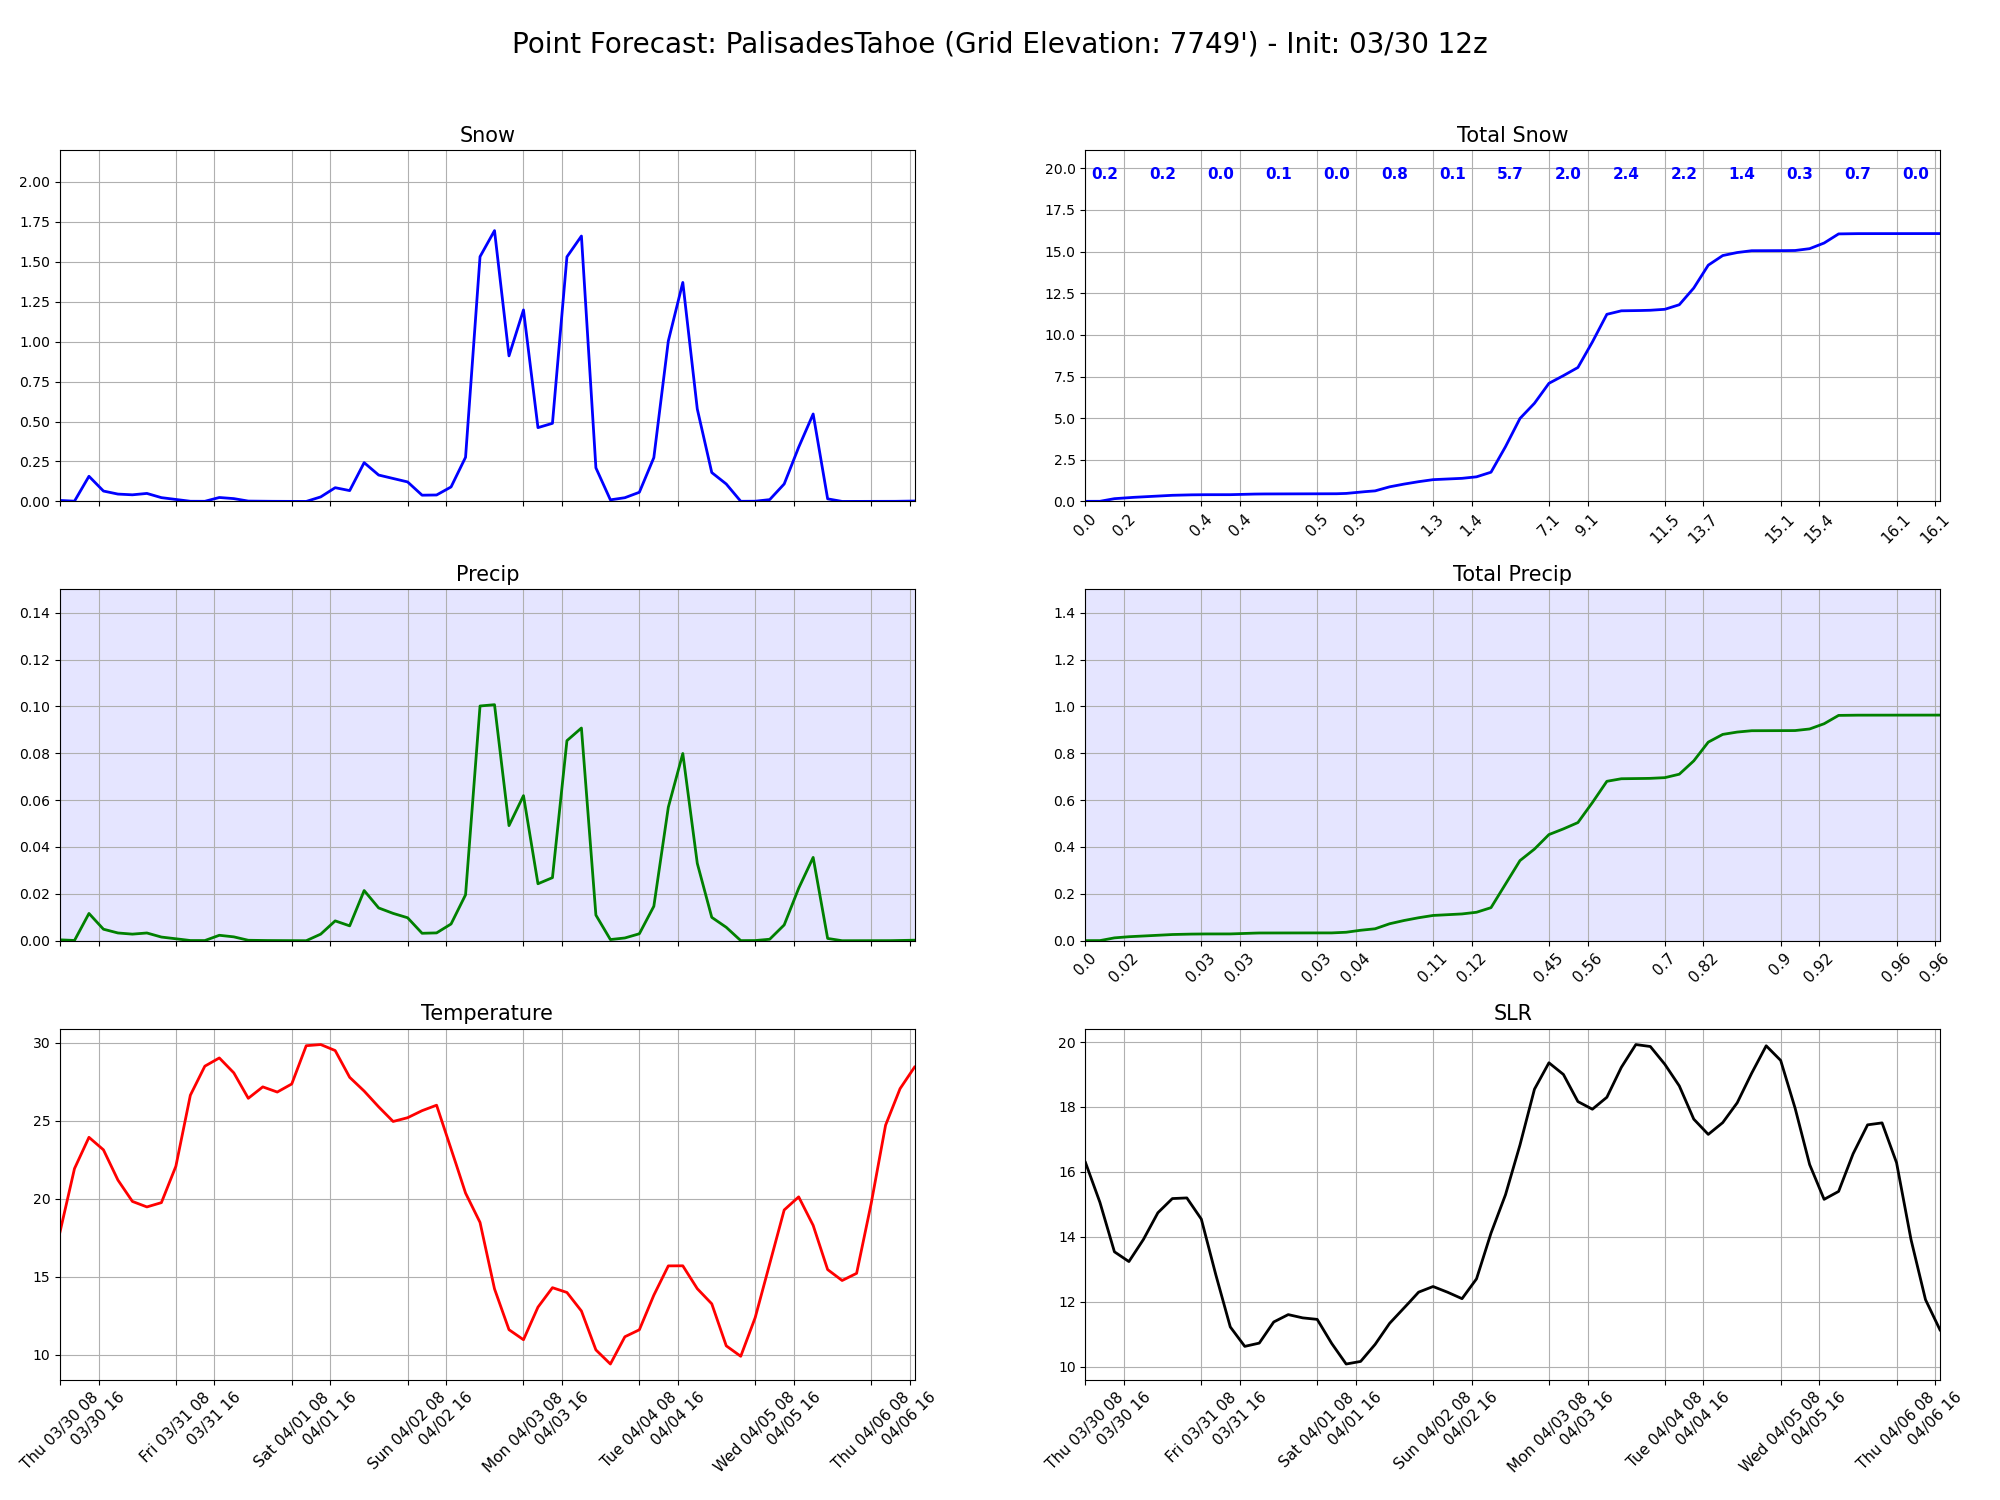 Point Forecast: PalisadesTahoe (Grid Elevation: 7749') - Init: 03/30 12z
Snow
2.00
1.75
1.50
1.25
1.00
0.75
0.50
0.25
0.00
Total Snow
20.0
17.5
15.0
12.5
10.0
7.5
5.0
2.5
0.0
0.2 0.2 0.0 0.1 0.0 0.8 0.1 5.7 2.0 2.4 2.2 1.4 0.3 0.7 0.0
0.0 0.2 0.4 0.4 0.5 0.5 1.3 1.4 7.1 9.1 11.5 13.7 15.1 15.4 16.1 16.1
Precip
0.14
0.12
0.10
0.08
0.06
0.04
0.02
0.00
Total Precip
1.4
1.2
1.0
0.8
0.6
0.4
0.2
0.0
0.0 0.02 0.03 0.03 0.03 0.04 0.11 0.12 0.45 0.56 0.7 0.82 0.9 0.92 0.96 0.96
Temperature
30
25
20
15
10
Thu 03/30 08
03/30 16
Fri 03/31 08
03/31 16
Sat 04/01 08
04/01 16
Sun 04/02 08
04/02 16
Mon 04/03 08
04/03 16
Tue 04/04 08
04/04 16
Wed 04/05 08
04/05 16
Thu 04/06 08
04/06 16
SLR
20
18
16
14
12
10
Thu 03/30 08
03/30 16
Fri 03/31 08
03/31 16
Sat 04/01 08
04/01 16
Sun 04/02 08
04/02 16
Mon 04/03 08
04/03 16
Tue 04/04 08
04/04 16
Wed 04/05 08
04/05 16
Thu 04/06 08
04/06 16